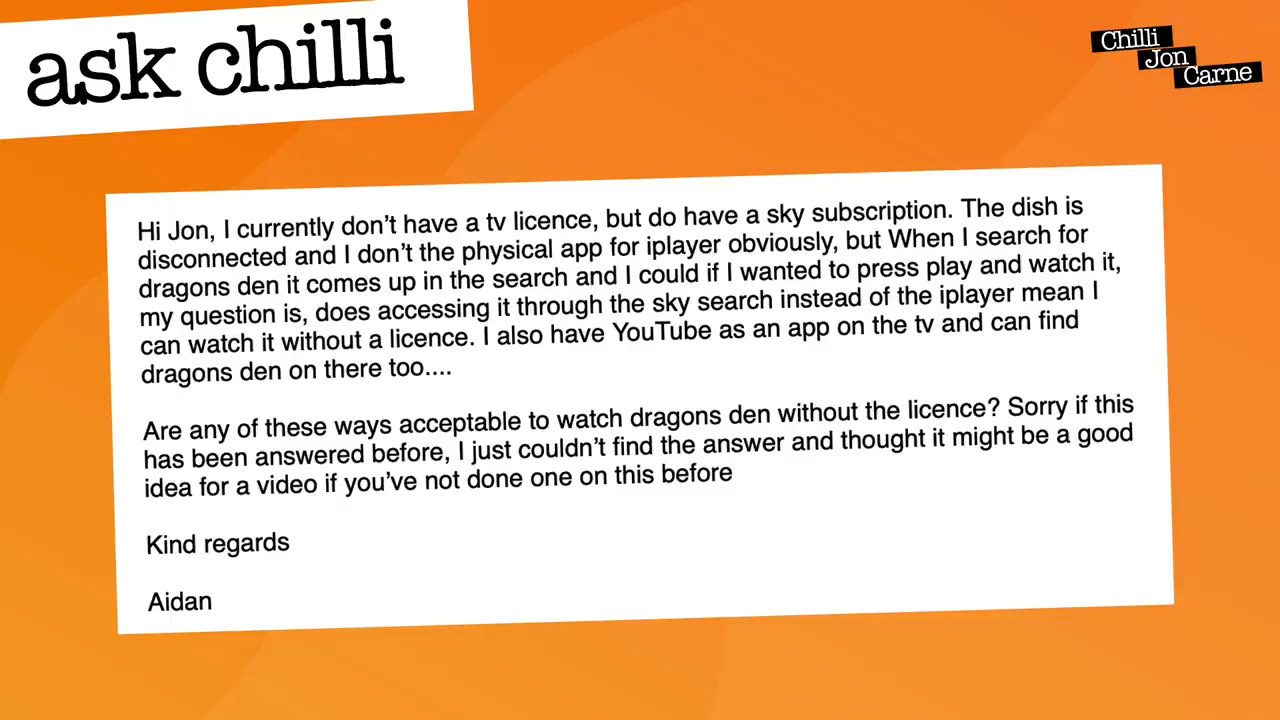 ask chilli
Chilli
Jon
Carne
Hi Jon, I currently don't have a tv licence, but do have a sky subscription. The dish is
disconnected and I don't the physical app for iplayer obviously, but When I search for
dragons den it comes up in the search and I could if I wanted to press play and watch it,
my question is, does accessing it through the sky search instead of the iplayer mean I
can watch it without a licence. I also have YouTube as an app on the tv and can find
dragons den on there too....
Are any of these ways acceptable to watch dragons den without the licence? Sorry if this
has been answered before, I just couldn't find the answer and thought it might be a good
idea for a video if you've not done one on this before
Kind regards
Aidan